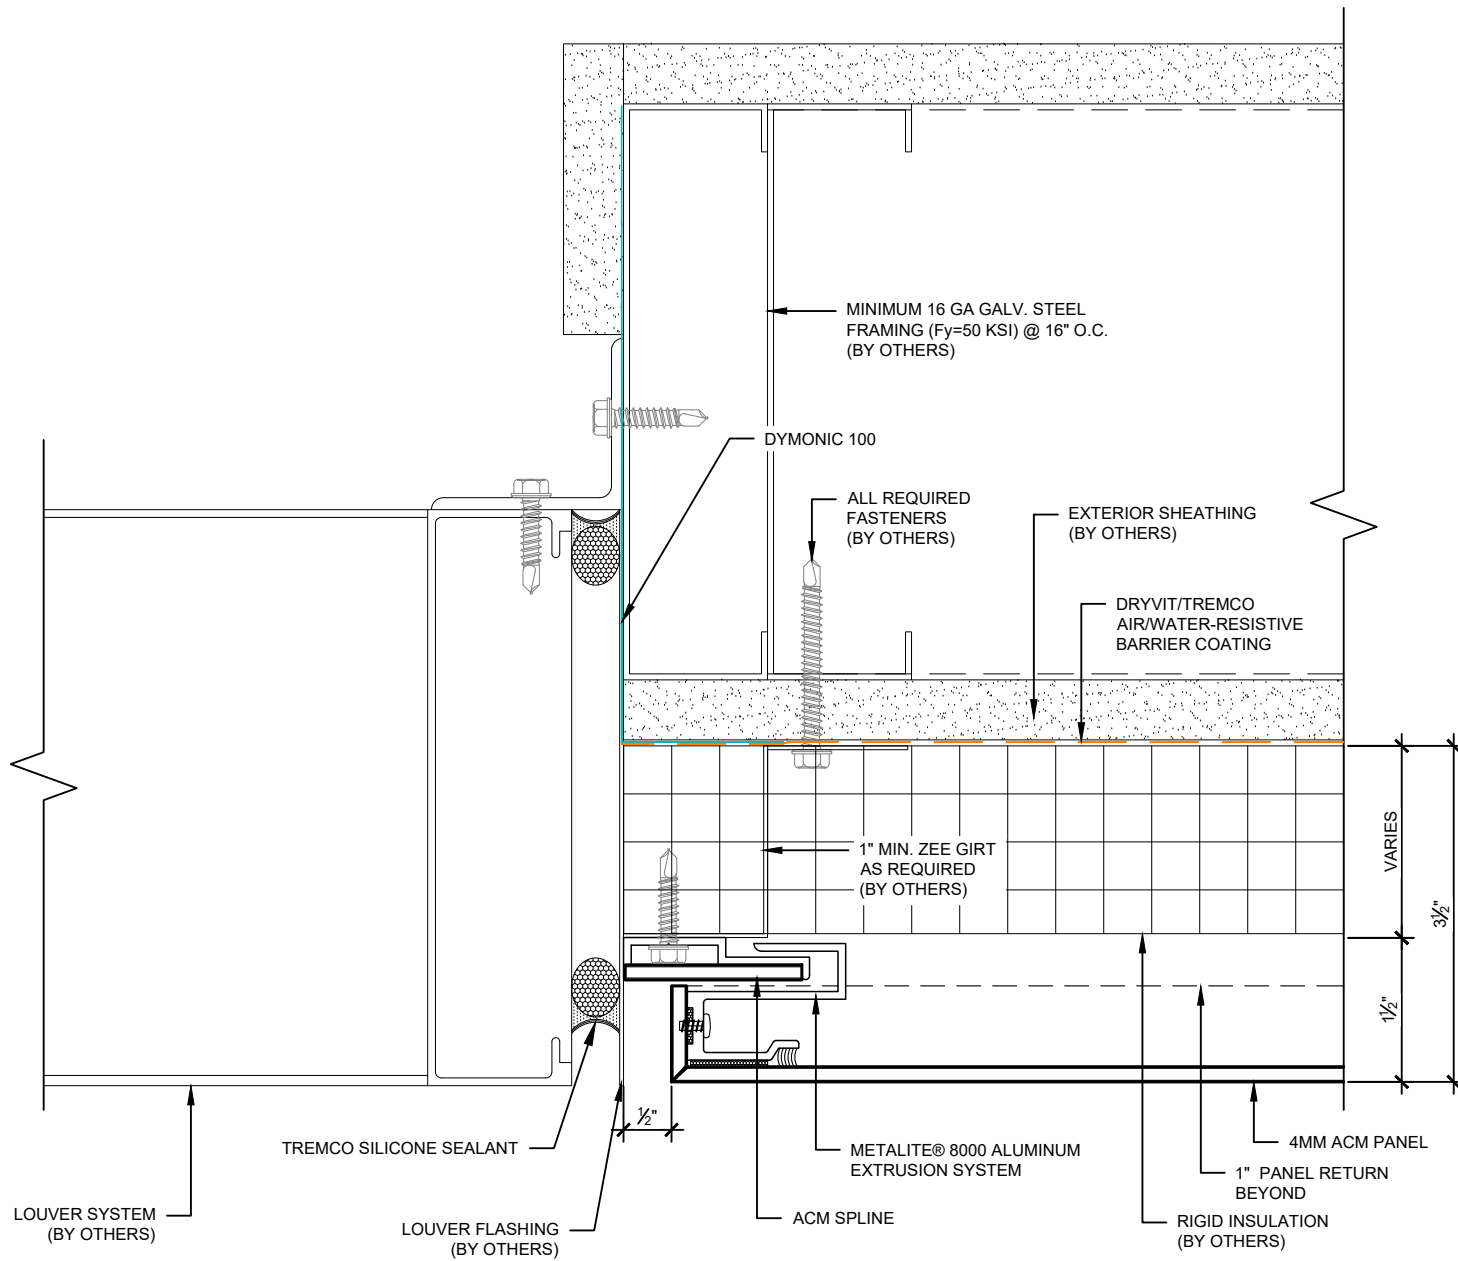 MINIMUM 16 GA GALV. STEEL
FRAMING (Fy=50 KSI) @ 16" O.C.
(BY OTHERS)
DYMONIC 100
ALL REQUIRED
FASTENERS
(BY OTHERS)
EXTERIOR SHEATHING
(BY OTHERS)
DRYVIT/TREMCO
AIR/WATER-RESISTIVE
BARRIER COATING
1" MIN. ZEE GIRT
AS REQUIRED
(BY OTHERS)
VARIES
3½"
1½"
½"
TREMCO SILICONE SEALANT
METALITE® 8000 ALUMINUM
EXTRUSION SYSTEM
4MM ACM PANEL
1" PANEL RETURN
BEYOND
LOUVER SYSTEM
(BY OTHERS)
LOUVER FLASHING
(BY OTHERS)
ACM SPLINE
RIGID INSULATION
(BY OTHERS)